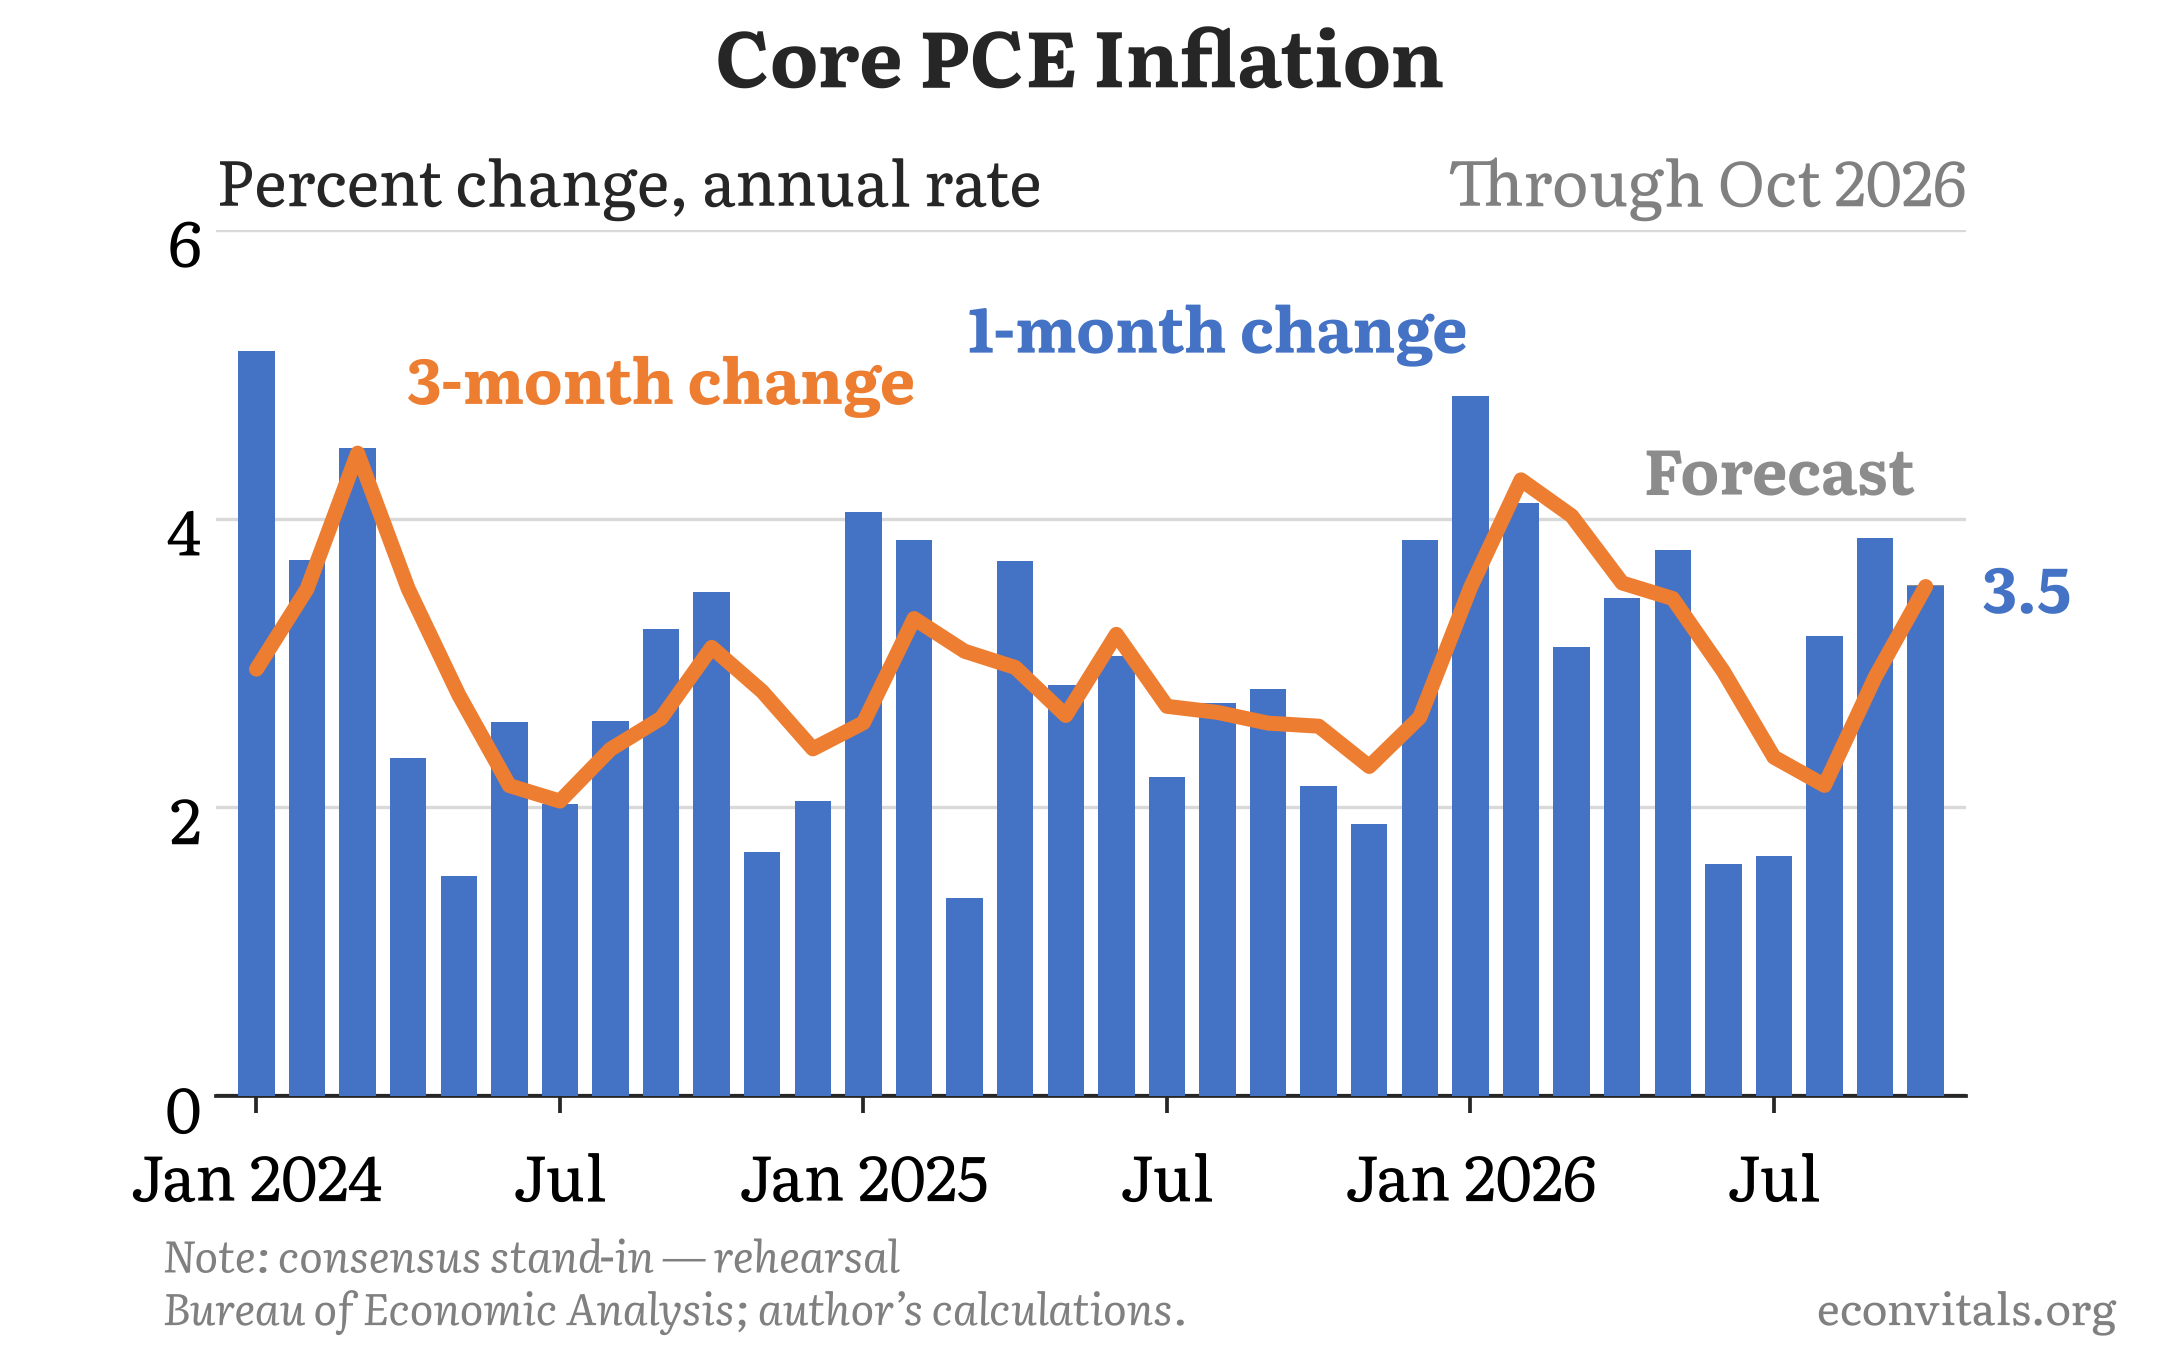 Core PCE Inflation
Percent change, annual rate
Through Oct 2026
6
1-month change
3-month change
Forecast
4
3.5
2
0
Jan 2024
Jul
Jan 2025
Jul
Jan 2026
Jul
Note: consensus stand-in — rehearsal
Bureau of Economic Analysis; author’s calculations.
econvitals.org